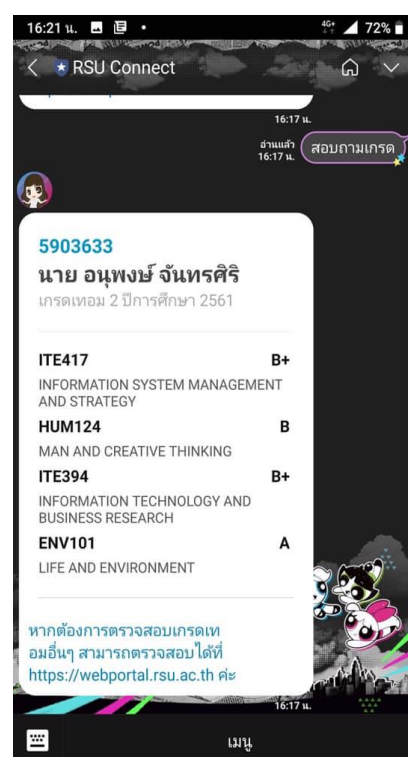 16:21 น.
4G+
72%
RSU Connect
16:17 น.
อ่านแล้ว
16:17 น.
สอบถามเกรด
5903633
นาย อนุพงษ์ จันทรศิริ
เกรดเทอม 2 ปีการศึกษา 2561
ITE417 B+
INFORMATION SYSTEM MANAGEMENT
AND STRATEGY
HUM124 B
MAN AND CREATIVE THINKING
ITE394 B+
INFORMATION TECHNOLOGY AND
BUSINESS RESEARCH
ENV101 A
LIFE AND ENVIRONMENT
หากต้องการตรวจสอบเกรดเท
อมอื่นๆ สามารถตรวจสอบได้ที่
https://webportal.rsu.ac.th ค่ะ
16:17 น.
เมนู